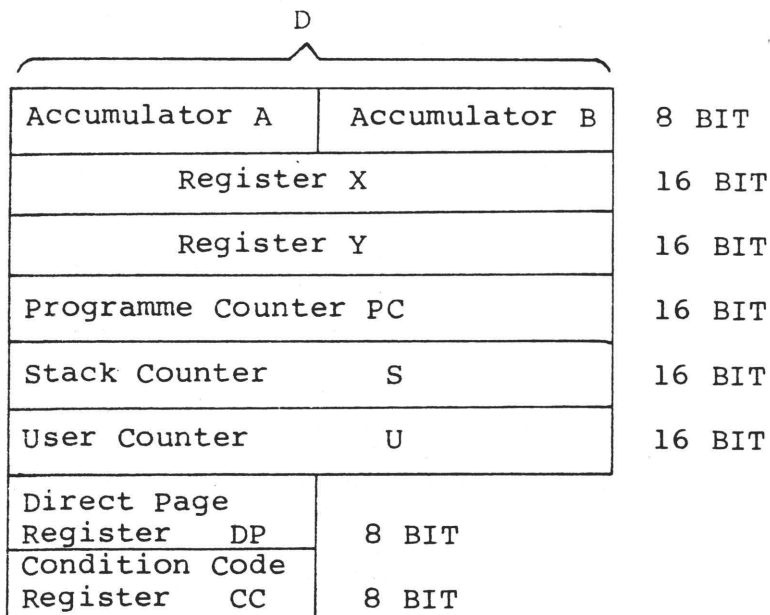 D
Accumulator A Accumulator B 8 BIT
Register X 16 BIT
Register Y 16 BIT
Programme Counter PC 16 BIT
Stack Counter S 16 BIT
User Counter U 16 BIT
Direct Page
Register DP 8 BIT
Condition Code
Register CC 8 BIT